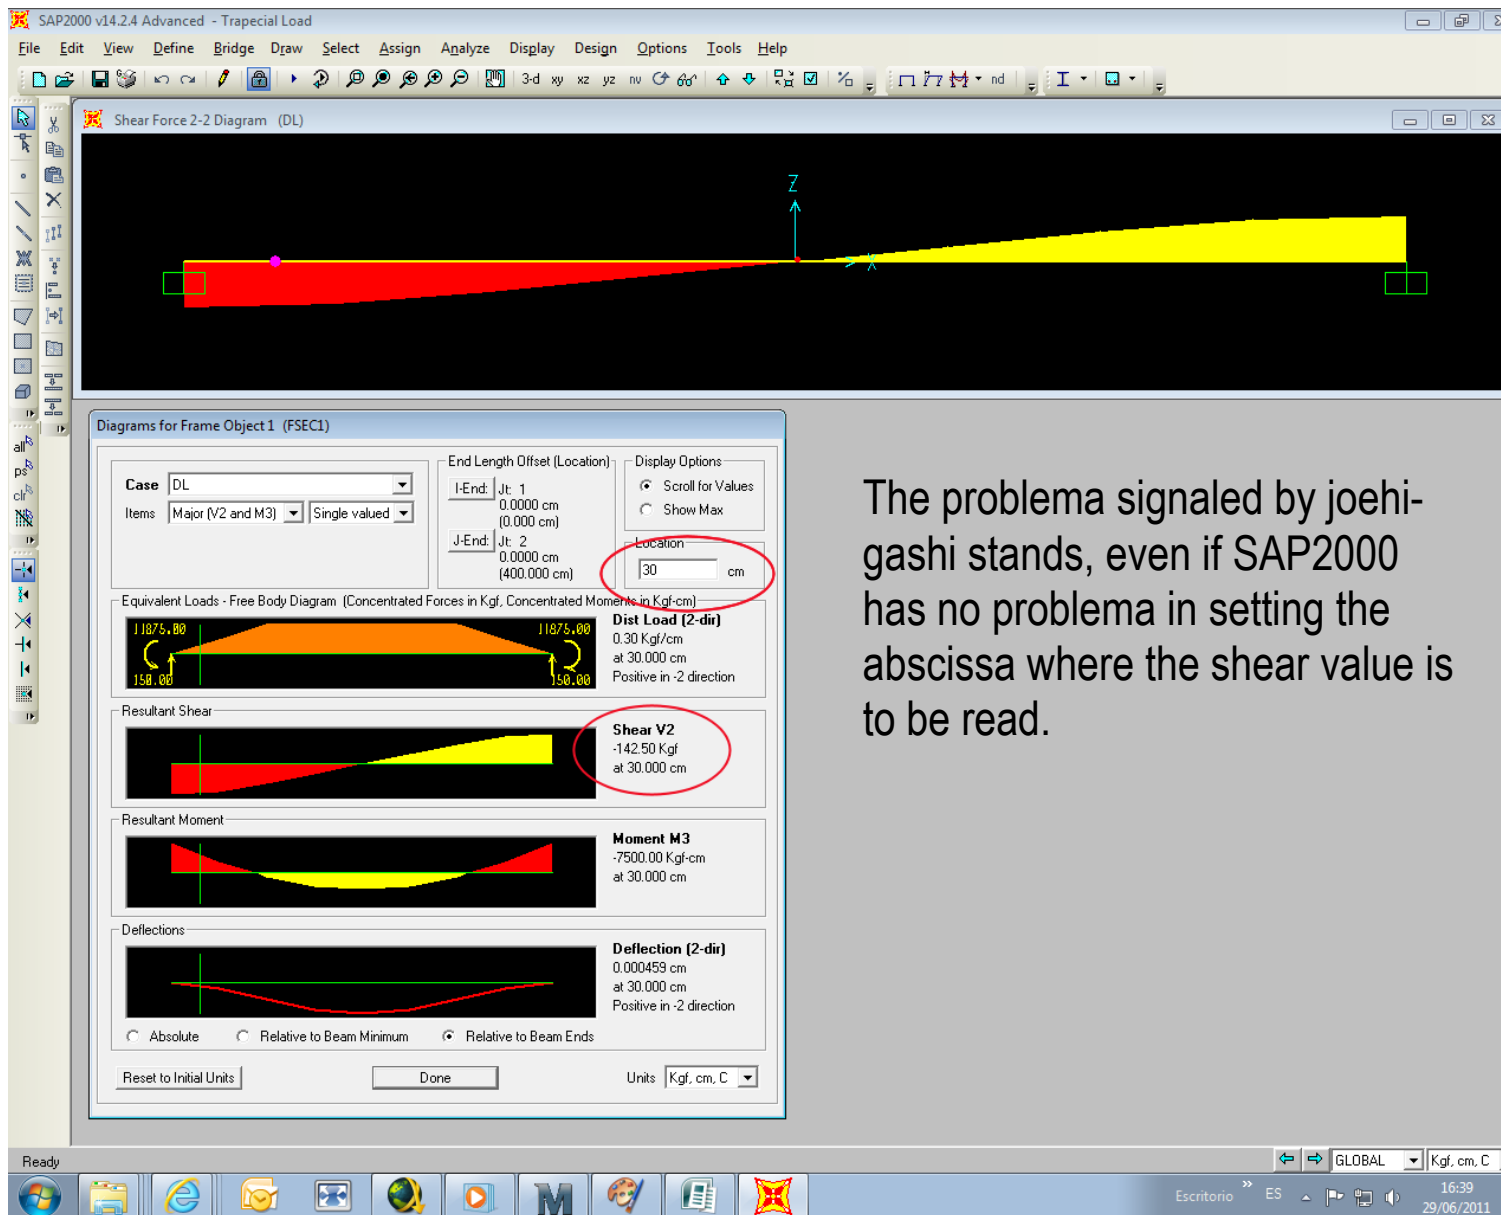 SAP2000 v14.2.4 Advanced - Trapecial Load
File Edit View Define Bridge Draw Select Assign Analyze Display Design Options Tools Help
3-d xy xz yz nv nd
Shear Force 2-2 Diagram (DL)
Z
X
all
ps
clr
Diagrams for Frame Object 1 (FSEC1)
Case DL
Items Major (V2 and M3) Single valued
End Length Offset (Location)
I-End: Jt: 1
0.0000 cm
(0.000 cm)
J-End: Jt: 2
0.0000 cm
(400.000 cm)
Display Options
Scroll for Values
Show Max
Location
30 cm
Equivalent Loads - Free Body Diagram (Concentrated Forces in Kgf, Concentrated Moments in Kgf-cm)
11875.00 11875.00
150.00 150.00
Dist Load (2-dir)
0.30 Kgf/cm
at 30.000 cm
Positive in -2 direction
Resultant Shear
Shear V2
-142.50 Kgf
at 30.000 cm
Resultant Moment
Moment M3
-7500.00 Kgf-cm
at 30.000 cm
Deflections
Deflection (2-dir)
0.000459 cm
at 30.000 cm
Positive in -2 direction
Absolute Relative to Beam Minimum Relative to Beam Ends
Reset to Initial Units Done Units Kgf, cm, C
The problema signaled by joehi-
gashi stands, even if SAP2000
has no problema in setting the
abscissa where the shear value is
to be read.
Ready GLOBAL Kgf, cm, C
Escritorio » ES 16:39
29/06/2011